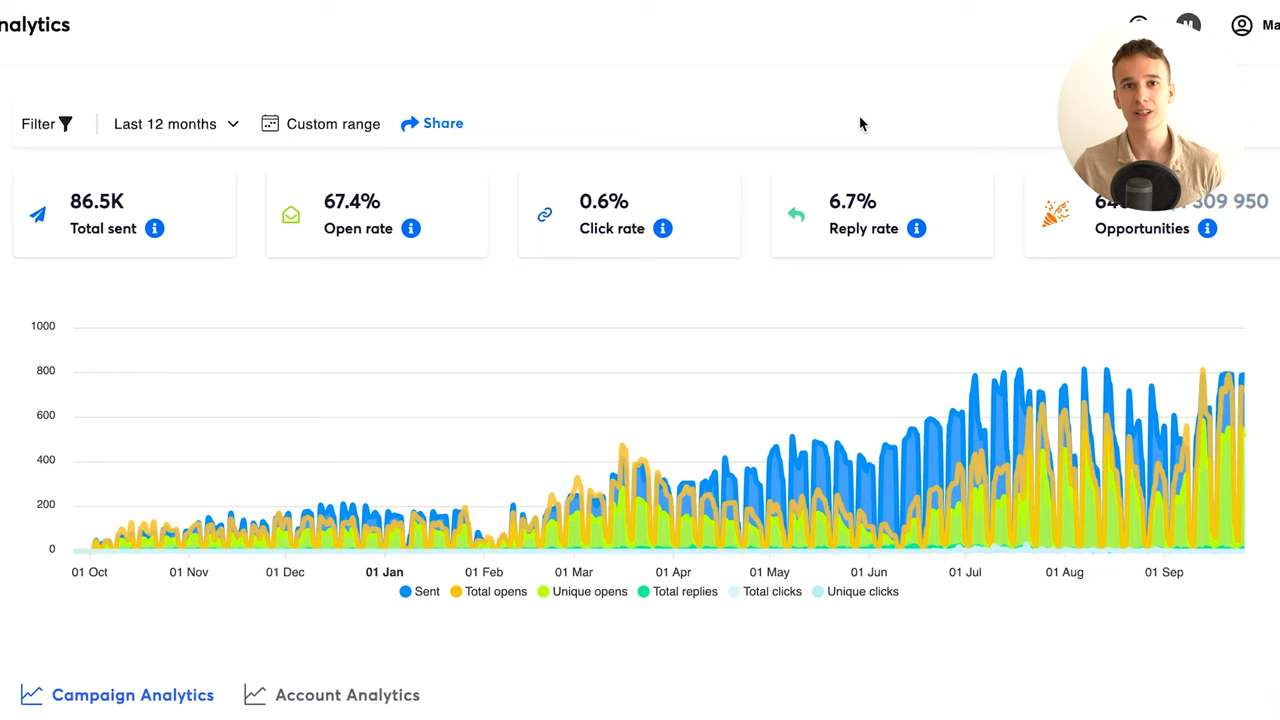 nalytics
Ma
Filter
Last 12 months
Custom range
Share
86.5K
Total sent
67.4%
Open rate
0.6%
Click rate
6.7%
Reply rate
309 950
Opportunities
1000
800
600
400
200
0
01 Oct 01 Nov 01 Dec 01 Jan 01 Feb 01 Mar 01 Apr 01 May 01 Jun 01 Jul 01 Aug 01 Sep
Sent Total opens Unique opens Total replies Total clicks Unique clicks
Campaign Analytics
Account Analytics